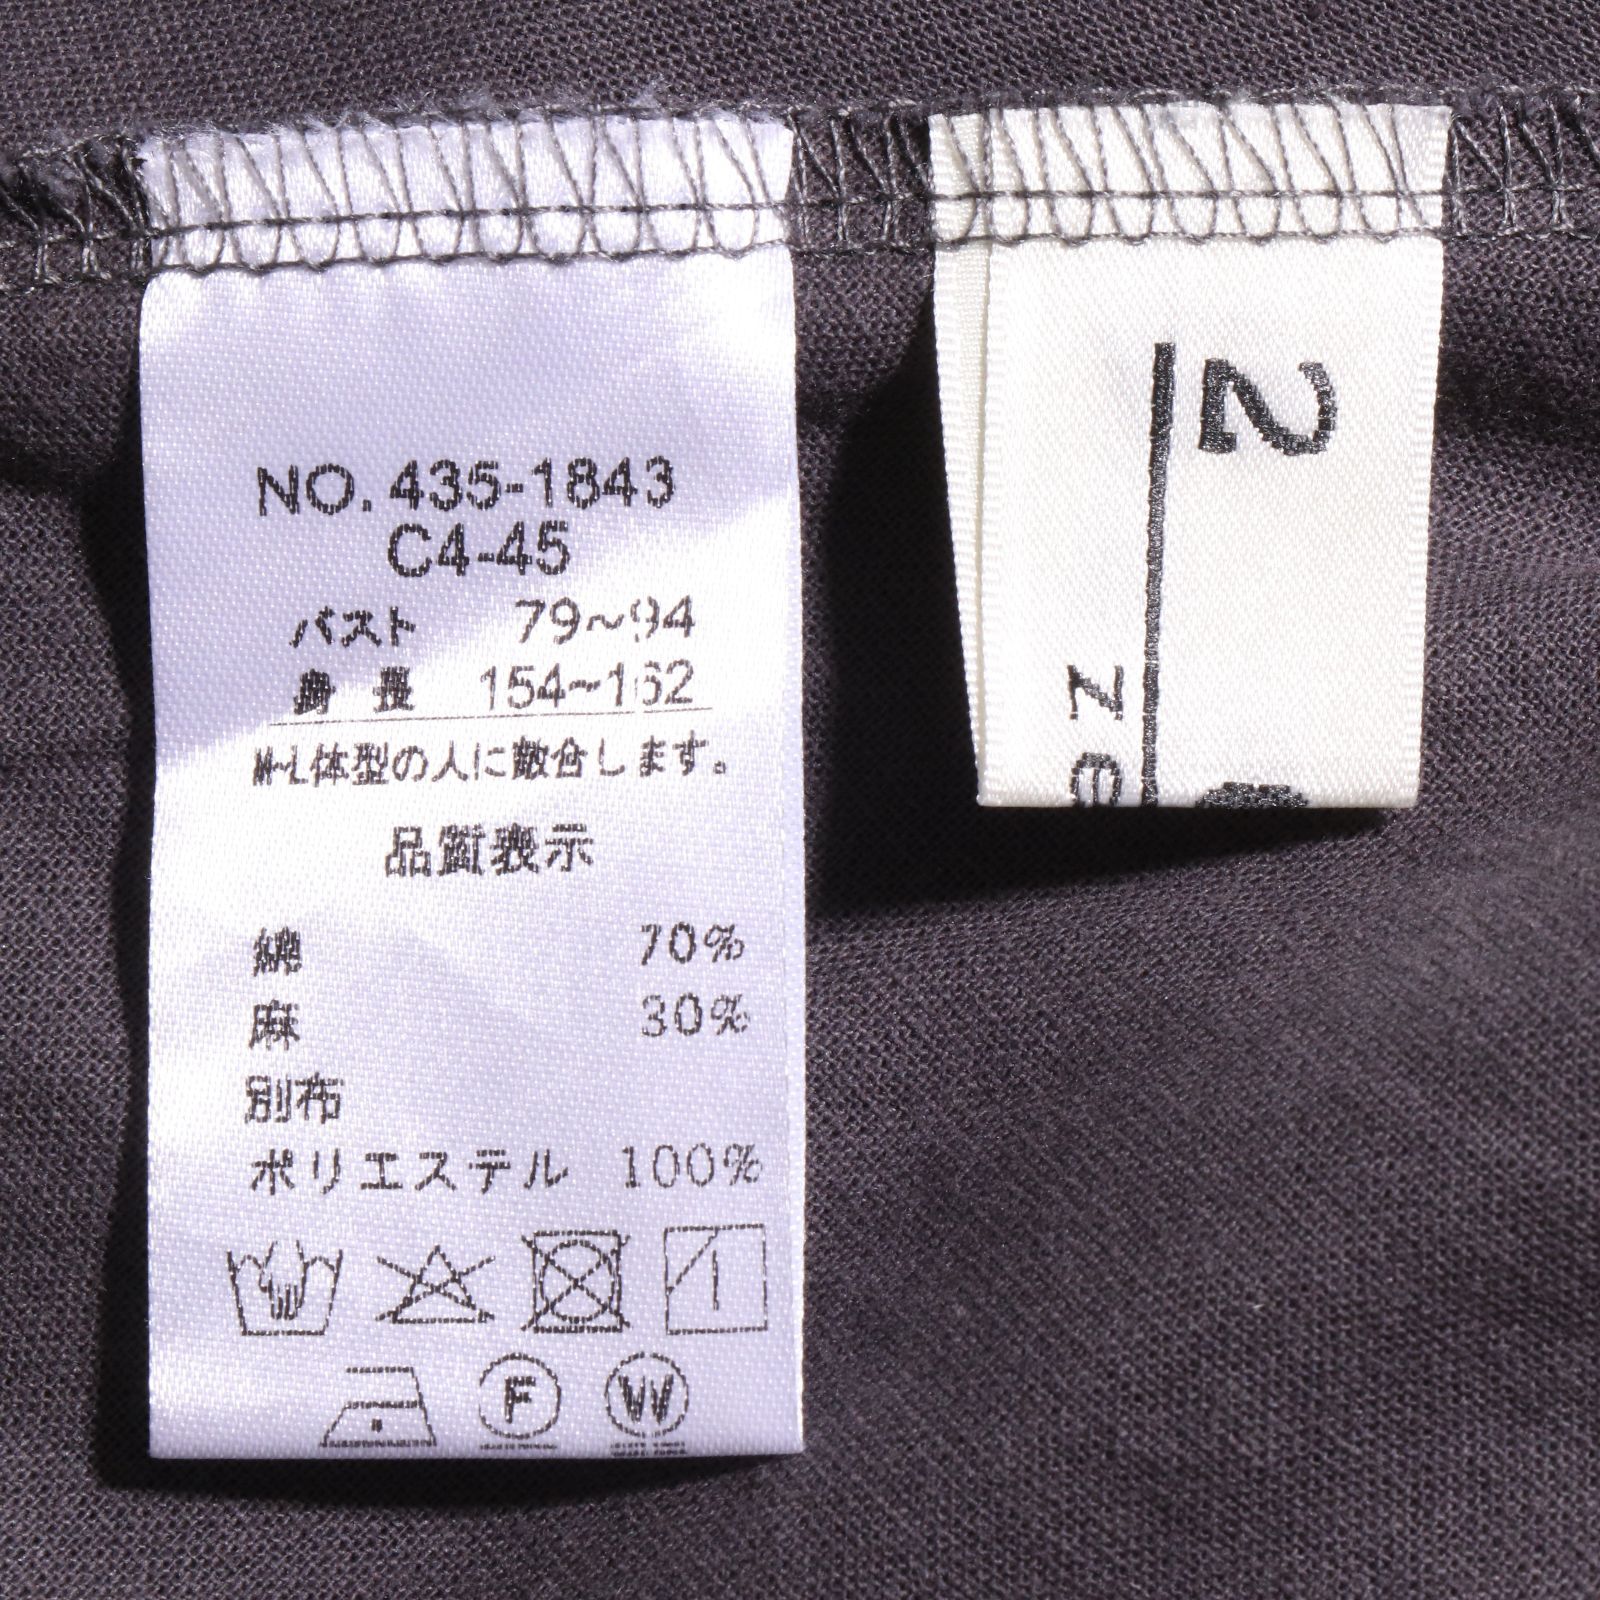 NO. 435-1843
C4-45
バスト 79~94
身長 154~162
M~L体型の人に適合します。
品質表示
綿 70%
麻 30%
別布
ポリエステル 100%
F
W
2
ze